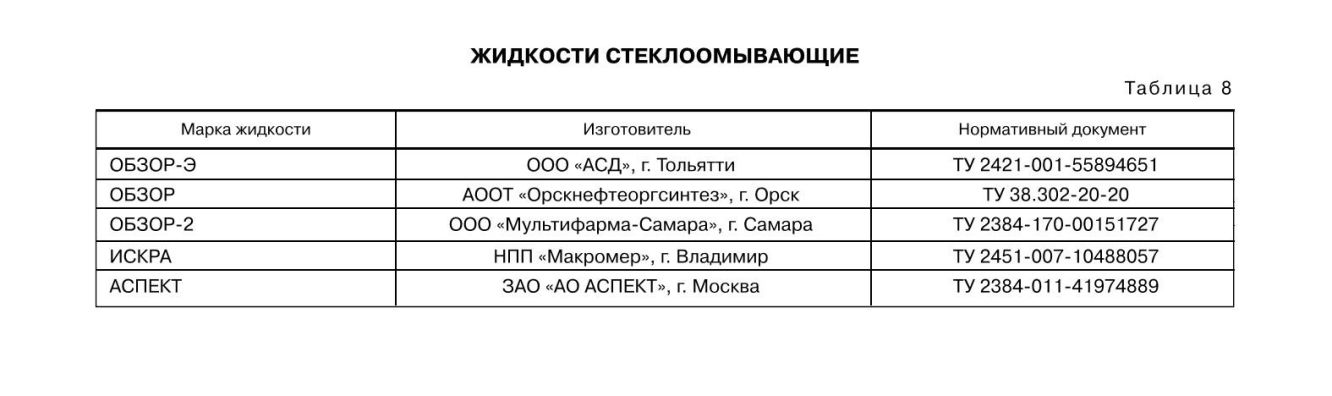 ЖИДКОСТИ СТЕКЛООМЫВАЮЩИЕ
Таблица 8
Марка жидкости Изготовитель Нормативный документ
ОБЗОР-Э ООО «АСД», г. Тольятти ТУ 2421-001-55894651
ОБЗОР АООТ «Орскнефтеоргсинтез», г. Орск ТУ 38.302-20-20
ОБЗОР-2 ООО «Мультифарма-Самара», г. Самара ТУ 2384-170-00151727
ИСКРА НПП «Макромер», г. Владимир ТУ 2451-007-10488057
АСПЕКТ ЗАО «АО АСПЕКТ», г. Москва ТУ 2384-011-41974889